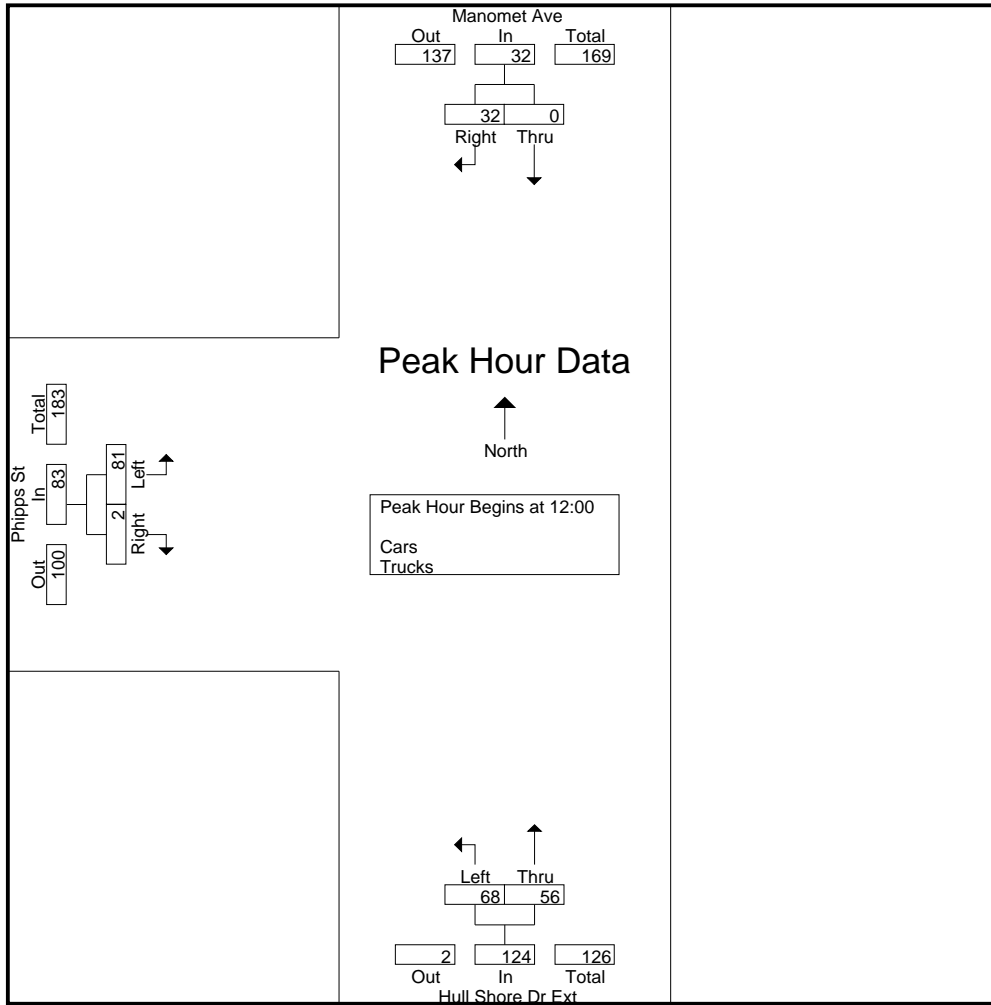 Manomet Ave
Out In Total
137 32 169
32 0
Right Thru
Peak Hour Data
North
Peak Hour Begins at 12:00
Cars
Trucks
Phipps St
Out In Total
100 83 183
2 81
Right Left
Left Thru
68 56
2 124 126
Out In Total
Hull Shore Dr Ext